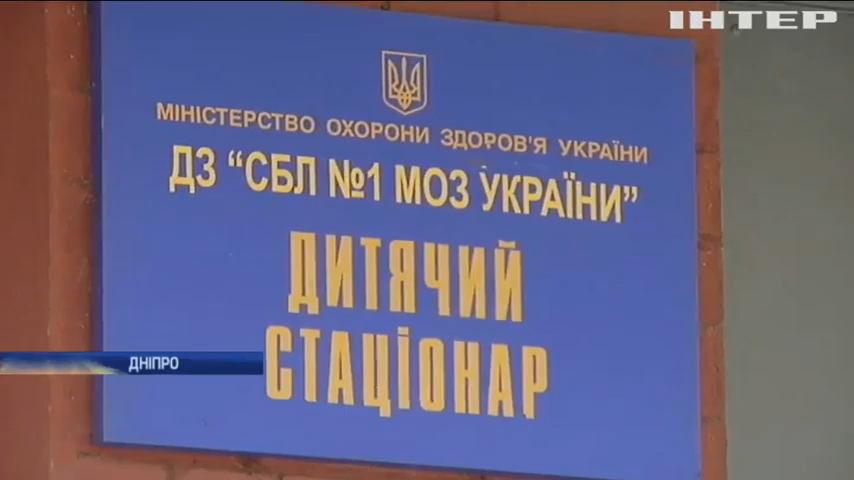 ІНТЕР
МІНІСТЕРСТВО ОХОРОНИ ЗДОРОВ'Я УКРАЇНИ
ДЗ “СБЛ №1 МОЗ УКРАЇНИ”
ДИТЯЧИЙ
СТАЦІОНАР
ДНІПРО